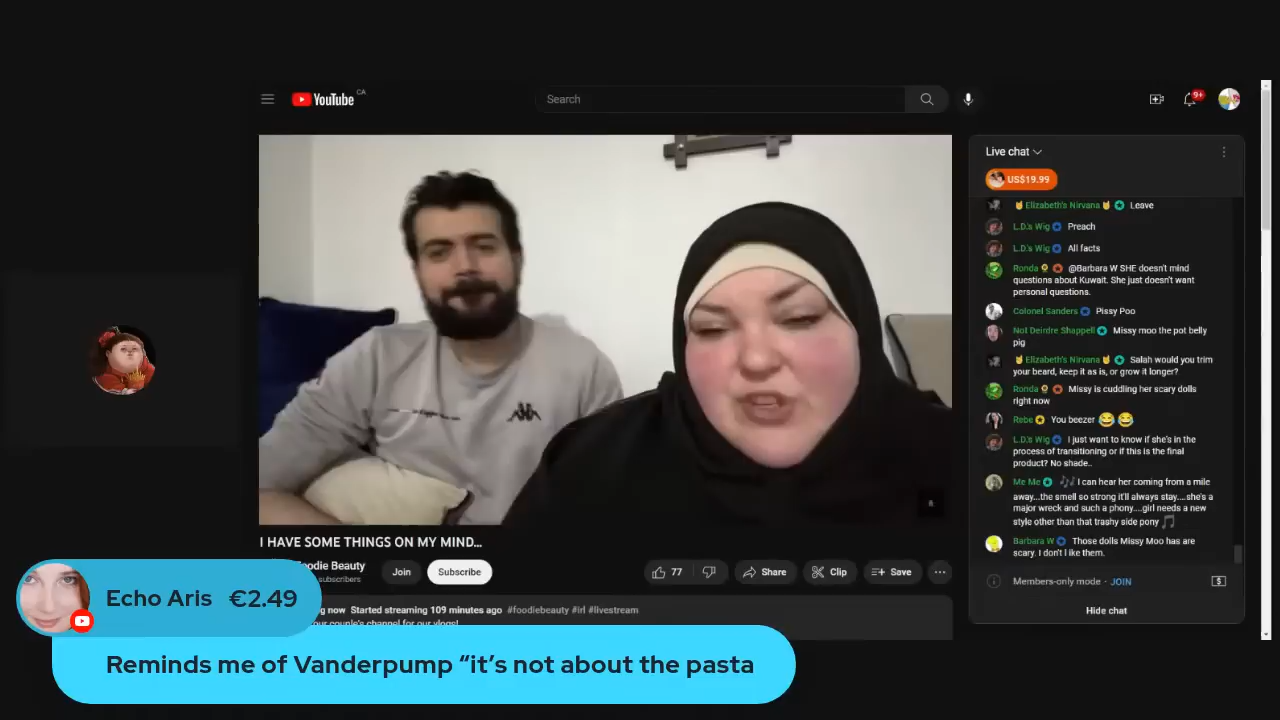 YouTube CA
Search
9+
Live chat
US$19.99
Elizabeth's Nirvana Leave
L.D.'s Wig Preach
L.D.'s Wig All facts
Ronda @Barbara W SHE doesn't mind
questions about Kuwait. She just doesn't want
personal questions.
Colonel Sanders Pissy Poo
Not Deirdre Shappell Missy moo the pot belly
pig
Elizabeth's Nirvana Salah would you trim
your beard, keep it as is, or grow it longer?
Ronda Missy is cuddling her scary dolls
right now
Rebe You beezer 😂😂
L.D.'s Wig I just want to know if she's in the
process of transitioning or if this is the final
product? No shade..
Me Me 🎶 I can hear her coming from a mile
away...the smell so strong it'll always stay....she's a
major wreck and such a phony....girl needs a new
style other than that trashy side pony 🎵
Barbara W Those dolls Missy Moo has are
scary. I don't like them.
Members-only mode - JOIN
Hide chat
I HAVE SOME THINGS ON MY MIND...
oodie Beauty
subscribers
Join
Subscribe
77
Share
Clip
Save
g now Started streaming 109 minutes ago #foodiebeauty #irl #livestream
our couple's channel for our vlogs!
Echo Aris €2.49
Reminds me of Vanderpump “it’s not about the pasta